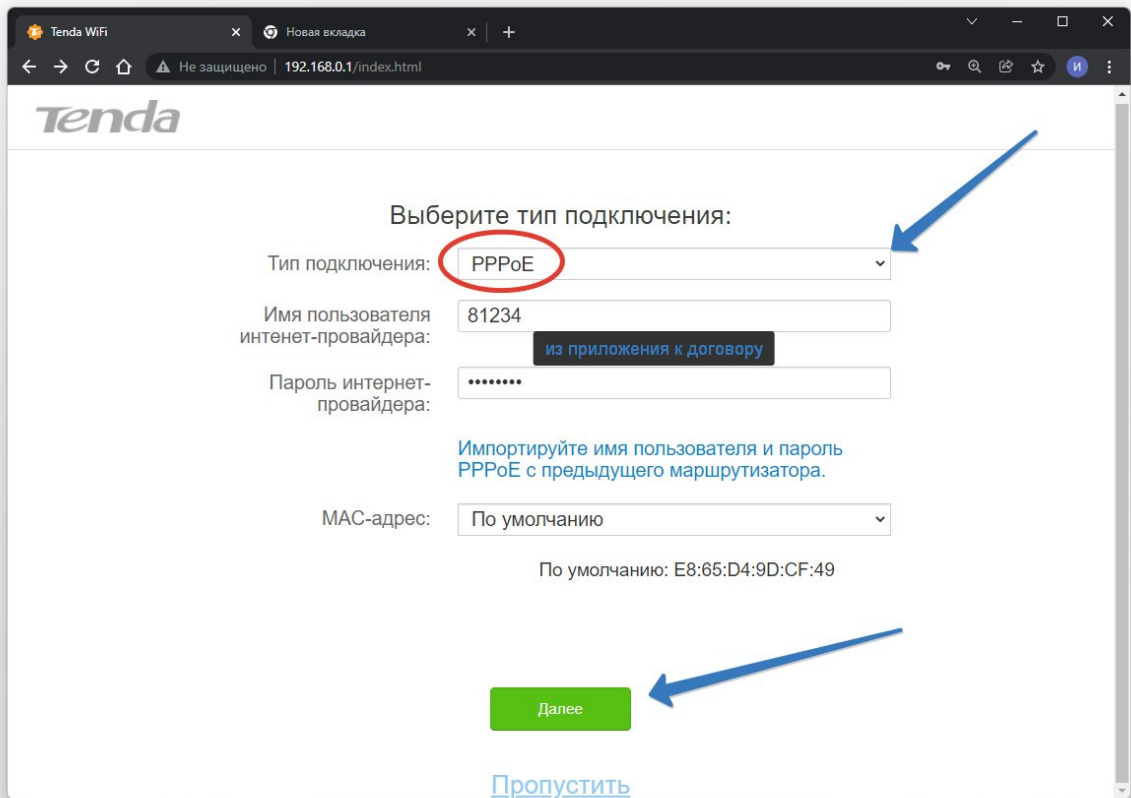 Tenda WiFi
Новая вкладка
Не защищено
192.168.0.1/index.html
И
Tenda
Выберите тип подключения:
Тип подключения:
PPPoE
Имя пользователя
интенет-провайдера:
81234
из приложения к договору
Пароль интернет-
провайдера:
••••••••
Импортируйте имя пользователя и пароль
PPPoE с предыдущего маршрутизатора.
МАС-адрес:
По умолчанию
По умолчанию: E8:65:D4:9D:CF:49
Далее
Пропустить